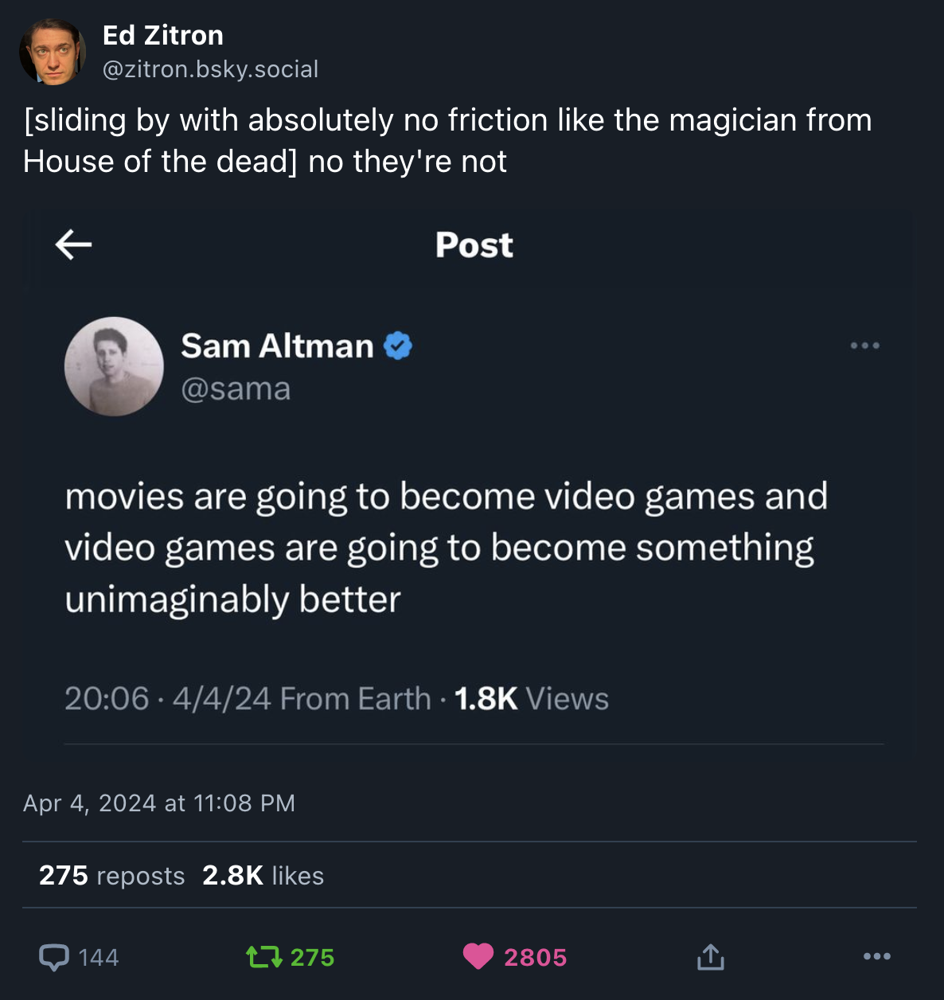 Ed Zitron
@zitron.bsky.social
[sliding by with absolutely no friction like the magician from
House of the dead] no they're not
Post
Sam Altman
@sama
movies are going to become video games and
video games are going to become something
unimaginably better
20:06 · 4/4/24 From Earth · 1.8K Views
Apr 4, 2024 at 11:08 PM
275 reposts 2.8K likes
144 275 2805